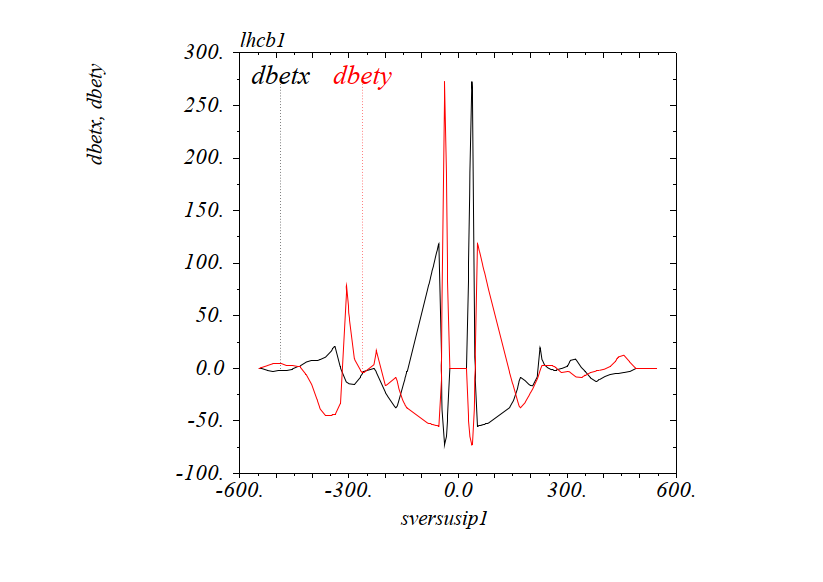 lhcb1
300.
dbetx dbety
250.
200.
150.
100.
50.
0.0
-50.
-100.
-600. -300. 0.0 300. 600.
sversusip1
dbetx, dbety